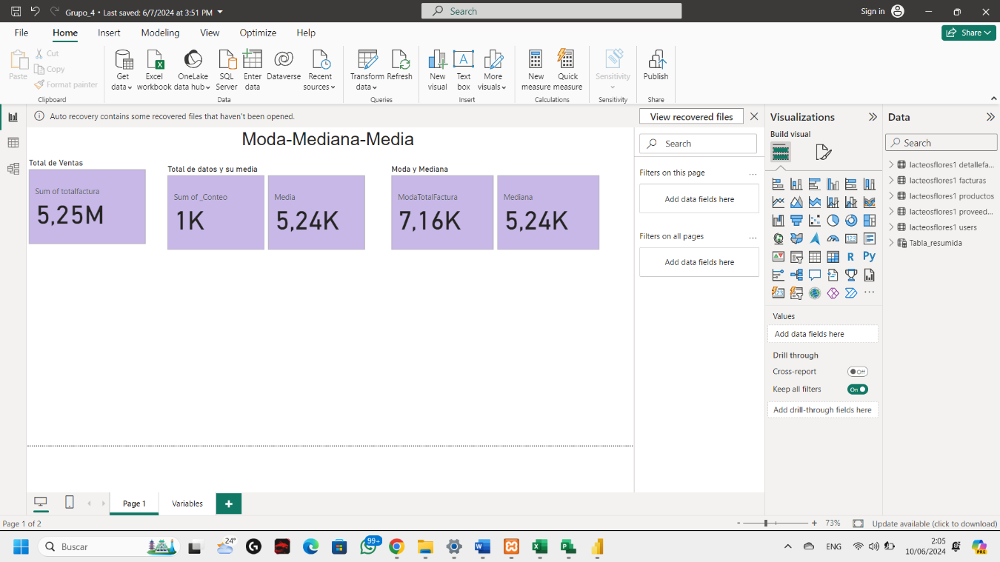 Grupo_4 • Last saved: 6/7/2024 at 3:51 PM
Search
Sign in
File Home Insert Modeling View Optimize Help
Share
Paste
Cut
Copy
Format painter
Clipboard
Get data
Excel workbook
OneLake data hub
SQL Server
Enter data
Dataverse
Recent sources
Data
Transform data
Refresh
Queries
New visual
Text box
More visuals
Insert
New measure
Quick measure
Calculations
Sensitivity
Sensitivity
Publish
Share
Auto recovery contains some recovered files that haven't been opened.
View recovered files
Moda-Mediana-Media
Total de Ventas
Sum of totalfactura
5,25M
Total de datos y su media
Sum of _Conteo
1K
Media
5,24K
Moda y Mediana
ModaTotalFactura
7,16K
Mediana
5,24K
Search
Filters on this page
...
Add data fields here
Filters on all pages
...
Add data fields here
Visualizations
Build visual
123
R
Py
123
...
Values
Add data fields here
Drill through
Cross-report
Off
Keep all filters
On
Add drill-through fields here
Data
Search
lacteosflores1 detallefa...
lacteosflores1 facturas
lacteosflores1 productos
lacteosflores1 proveed...
lacteosflores1 users
Tabla_resumida
Page 1
Variables
+
Page 1 of 2
- + 73%
Update available (click to download)
Buscar
24°
99+
ENG
2:05
10/06/2024
PRE